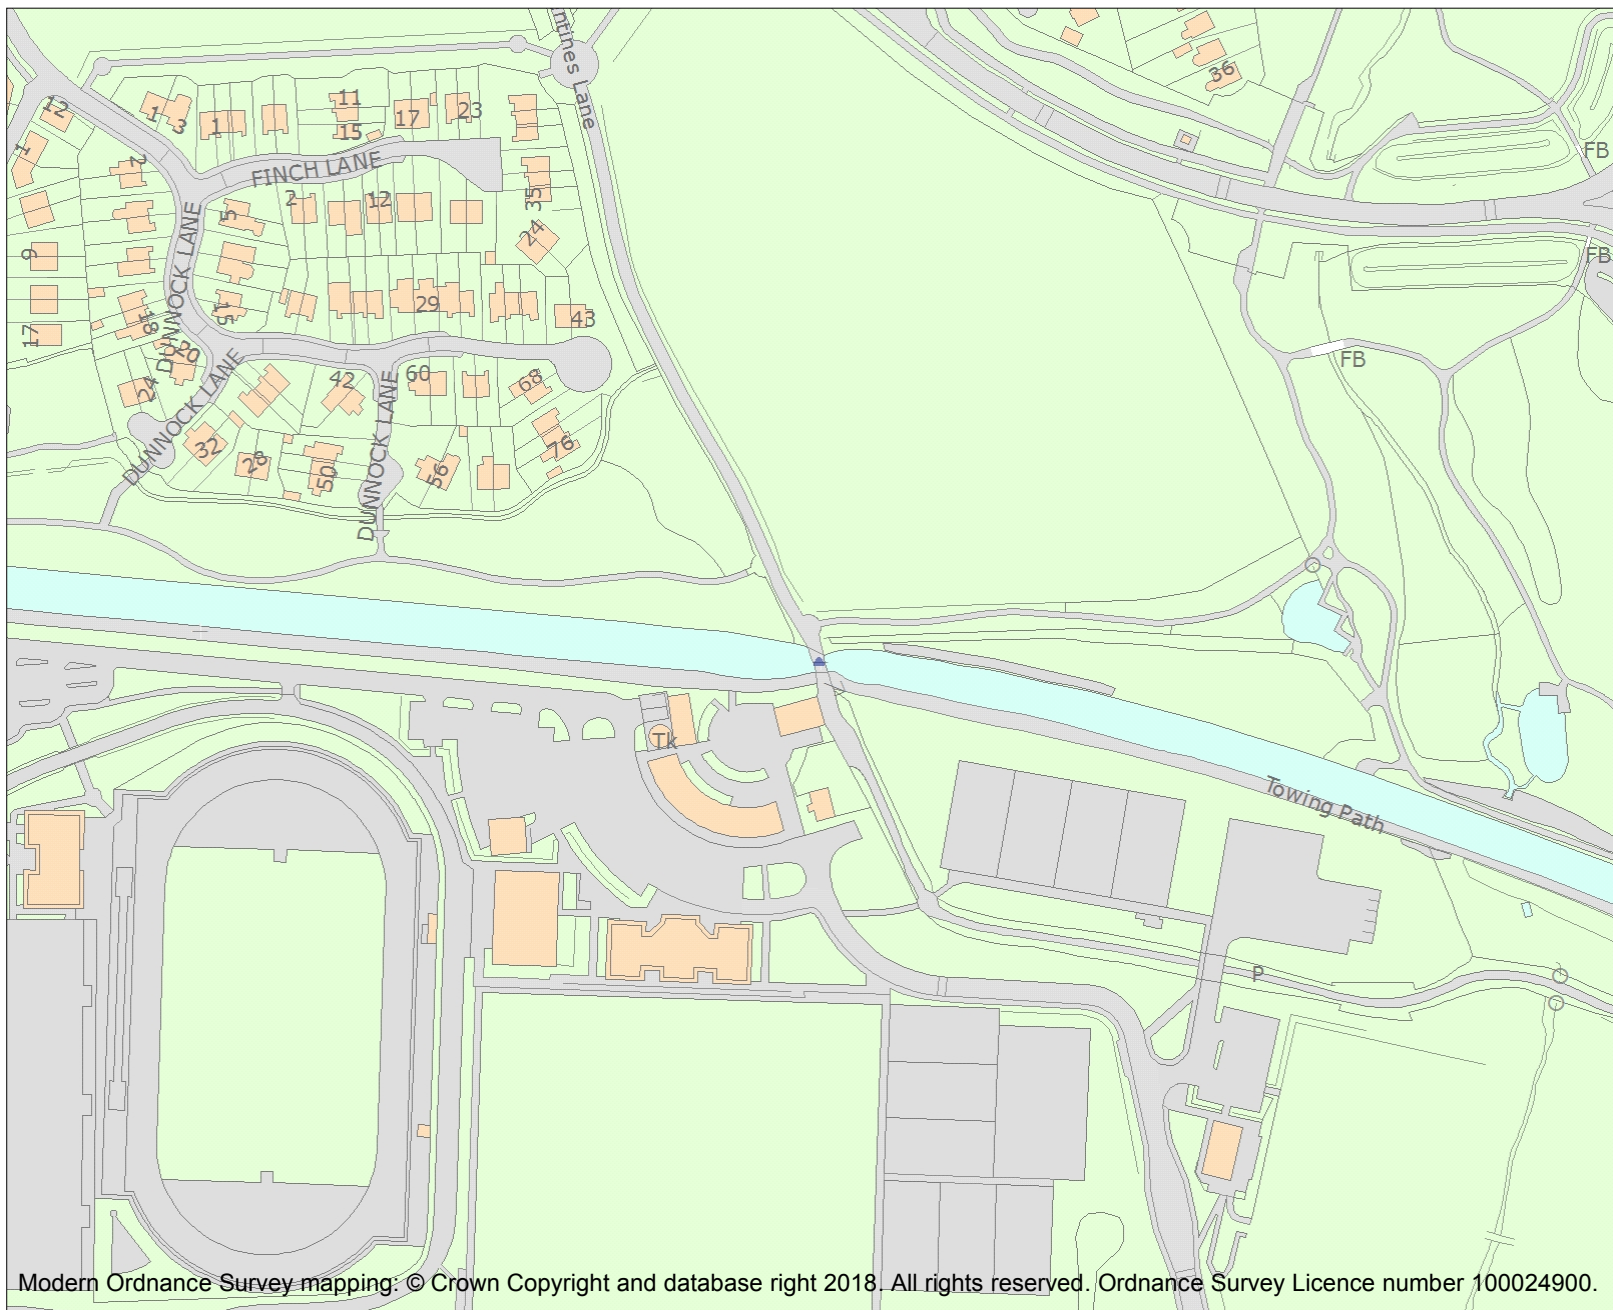 ntines Lane
36
12
1
3
1
11
15
17
23
FB
1
2
FINCH LANE
2
12
35
5
24
DUNNOCK LANE
9
FB
15
18
29
43
17
20
FB
24
DUNNOCK LANE
42
60
68
DUNNOCK LANE
32
28
50
56
76
Tk
Towing Path
P
Modern Ordnance Survey mapping: © Crown Copyright and database right 2018. All rights reserved. Ordnance Survey Licence number 100024900.